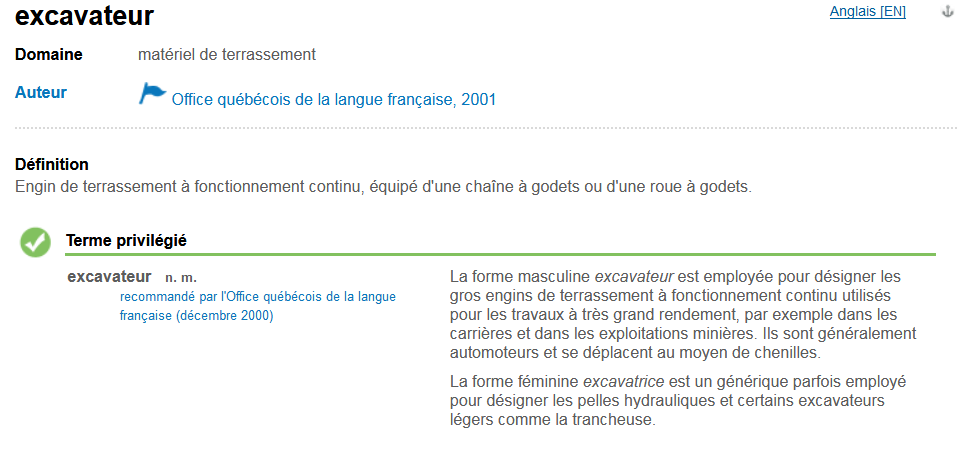 excavateur
Anglais [EN]
Domaine matériel de terrassement
Auteur Office québécois de la langue française, 2001
Définition
Engin de terrassement à fonctionnement continu, équipé d'une chaîne à godets ou d'une roue à godets.
Terme privilégié
excavateur n. m.
recommandé par l'Office québécois de la langue
française (décembre 2000)
La forme masculine excavateur est employée pour désigner les
gros engins de terrassement à fonctionnement continu utilisés
pour les travaux à très grand rendement, par exemple dans les
carrières et dans les exploitations minières. Ils sont généralement
automoteurs et se déplacent au moyen de chenilles.
La forme féminine excavatrice est un générique parfois employé
pour désigner les pelles hydrauliques et certains excavateurs
légers comme la trancheuse.